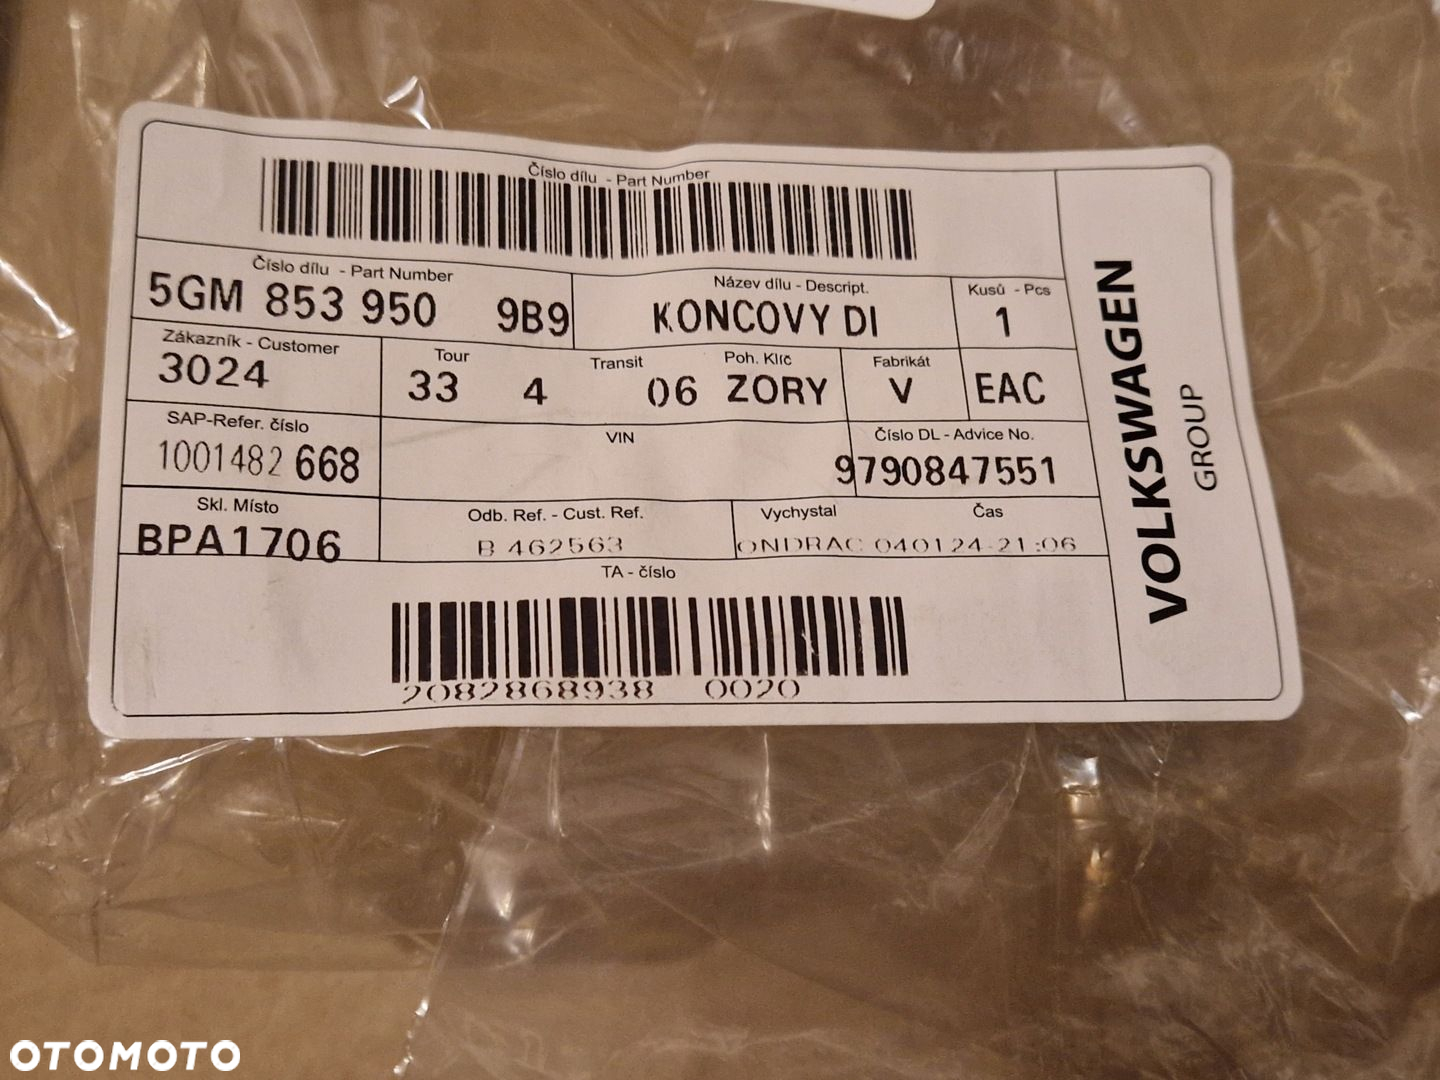 Číslo dílu - Part Number
Číslo dílu - Part Number
5GM 853 950 9B9
Název dílu - Descript.
KONCOVY DI
Kusů - Pcs
1
Zákazník - Customer
3024
Tour
33 4
Transit
06
Poh. Klíč
ZORY
Fabrikát
V
EAC
SAP-Refer. číslo
1001482 668
VIN
Číslo DL - Advice No.
9790847551
Skl. Místo
BPA1706
Odb. Ref. - Cust. Ref.
B 462563
Vychystal
Čas
ONDRAC 040124 21:06
TA - číslo
2082868938 0020
VOLKSWAGEN
GROUP
OTOMOTO